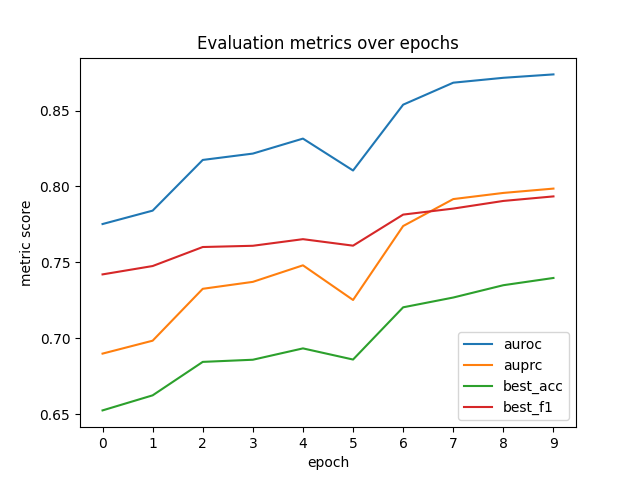 Evaluation metrics over epochs
metric score
0.85
0.80
0.75
0.70
0.65
auroc
auprc
best_acc
best_f1
0 1 2 3 4 5 6 7 8 9
epoch